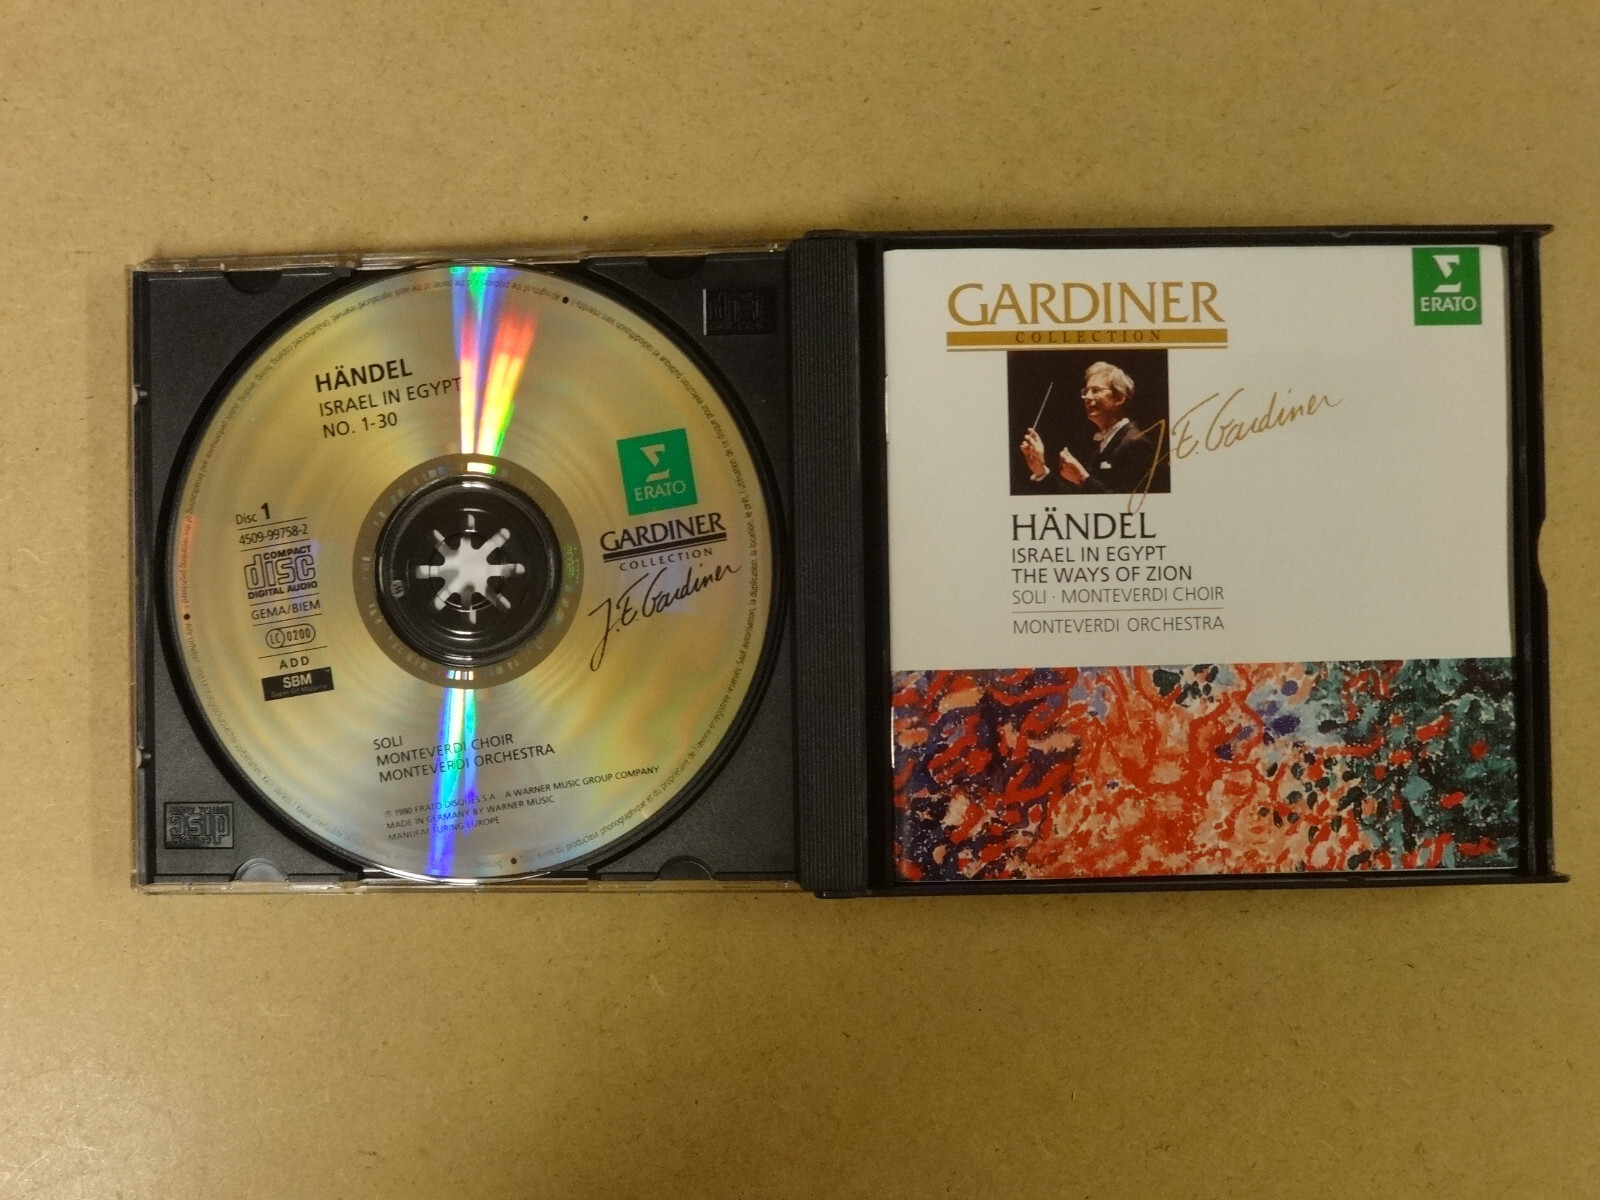 HÄNDEL
ISRAEL IN EGYPT
NO. 1-30
Disc 1
4509-99758-2
COMPACT
disc
DIGITAL AUDIO
GEMA/BIEM
LC 0200
ADD
SBM
ERATO
GARDINER
COLLECTION
J. E. Gardiner
SOLI
MONTEVERDI CHOIR
MONTEVERDI ORCHESTRA
℗ 1980 ERATO DISQUES S.A. A WARNER MUSIC GROUP COMPANY
MADE IN GERMANY BY WARNER MUSIC
MANUFACTURING EUROPE
GARDINER
COLLECTION
ERATO
J. E. Gardiner
HÄNDEL
ISRAEL IN EGYPT
THE WAYS OF ZION
SOLI · MONTEVERDI CHOIR
MONTEVERDI ORCHESTRA